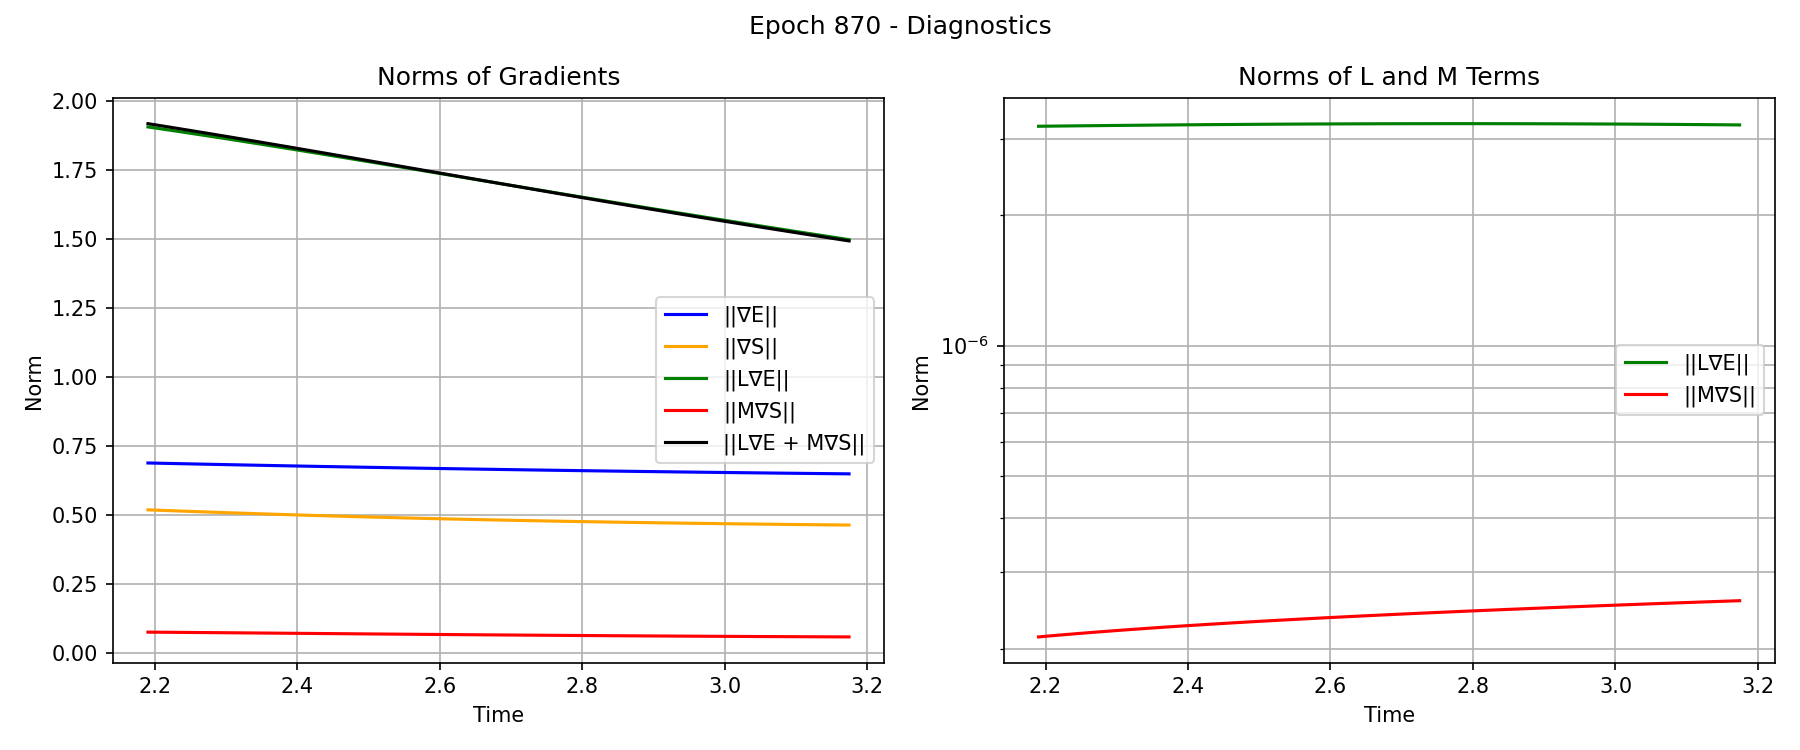 Epoch 870 - Diagnostics
Norms of Gradients
2.00
1.75
1.50
1.25
1.00
0.75
0.50
0.25
0.00
Norm
2.2 2.4 2.6 2.8 3.0 3.2
Time
||∇E||
||∇S||
||L∇E||
||M∇S||
||L∇E + M∇S||
Norms of L and M Terms
10⁻⁶
Norm
2.2 2.4 2.6 2.8 3.0 3.2
Time
||L∇E||
||M∇S||